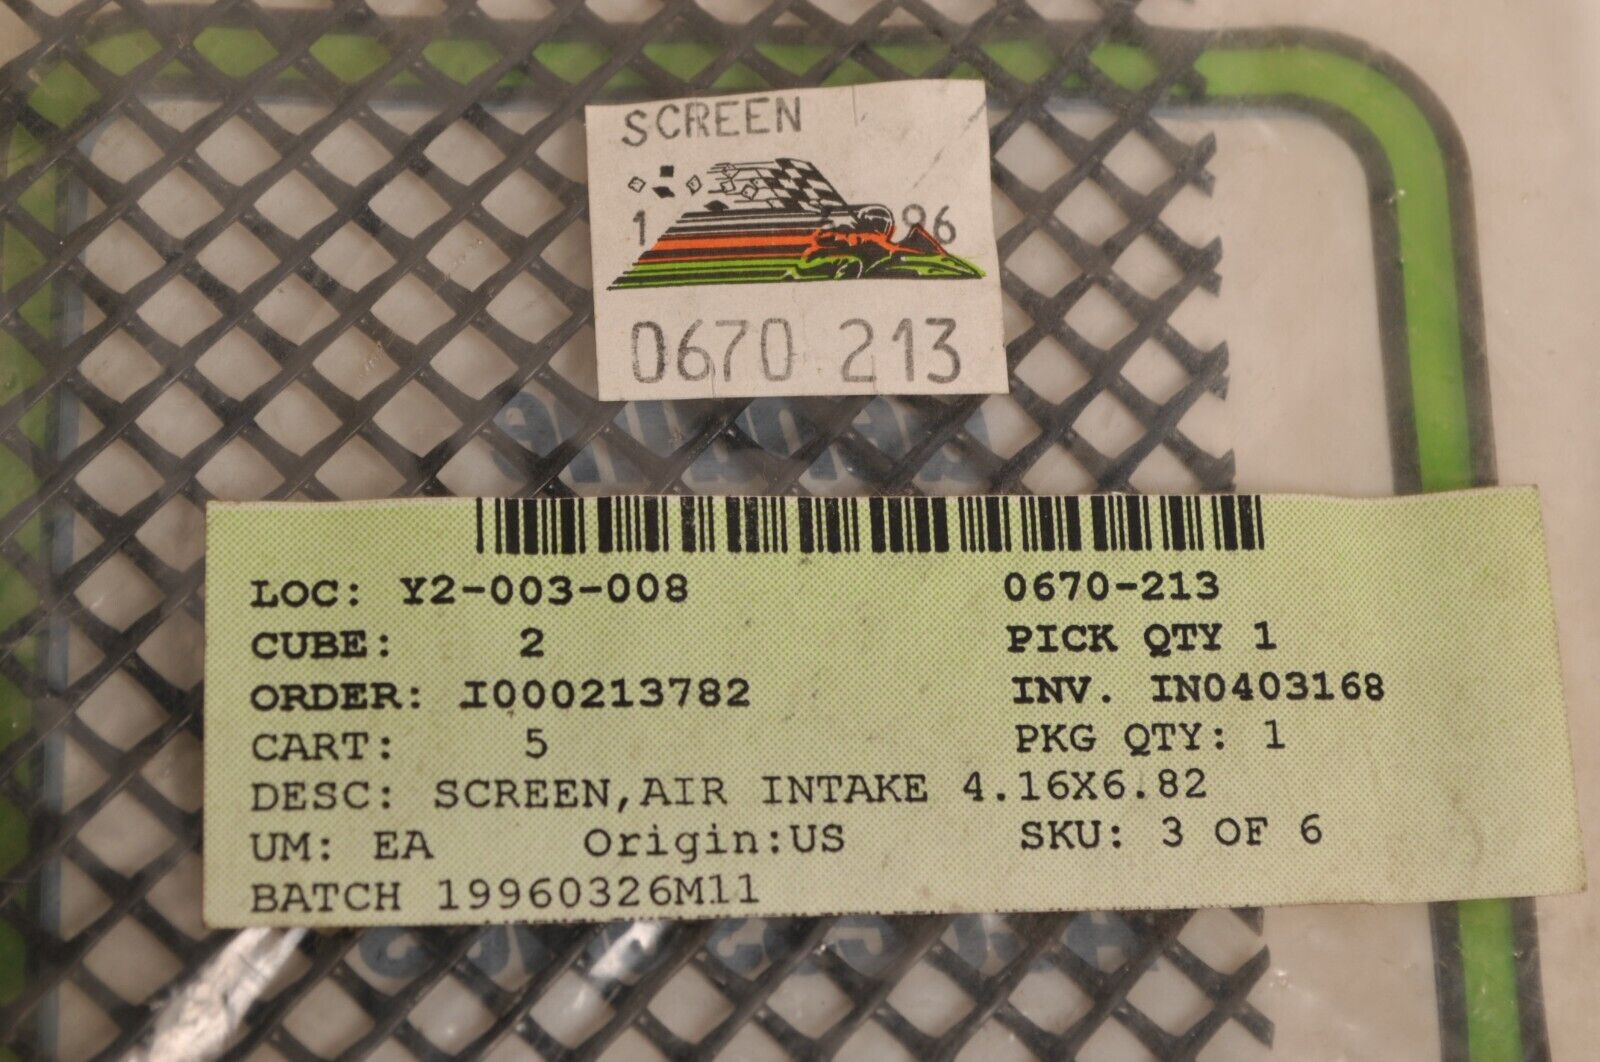 SCREEN
1 96
0670 213
LOC: Y2-003-008 0670-213
CUBE: 2 PICK QTY 1
ORDER: I000213782 INV. IN0403168
CART: 5 PKG QTY: 1
DESC: SCREEN,AIR INTAKE 4.16X6.82
UM: EA Origin:US SKU: 3 OF 6
BATCH 19960326M11